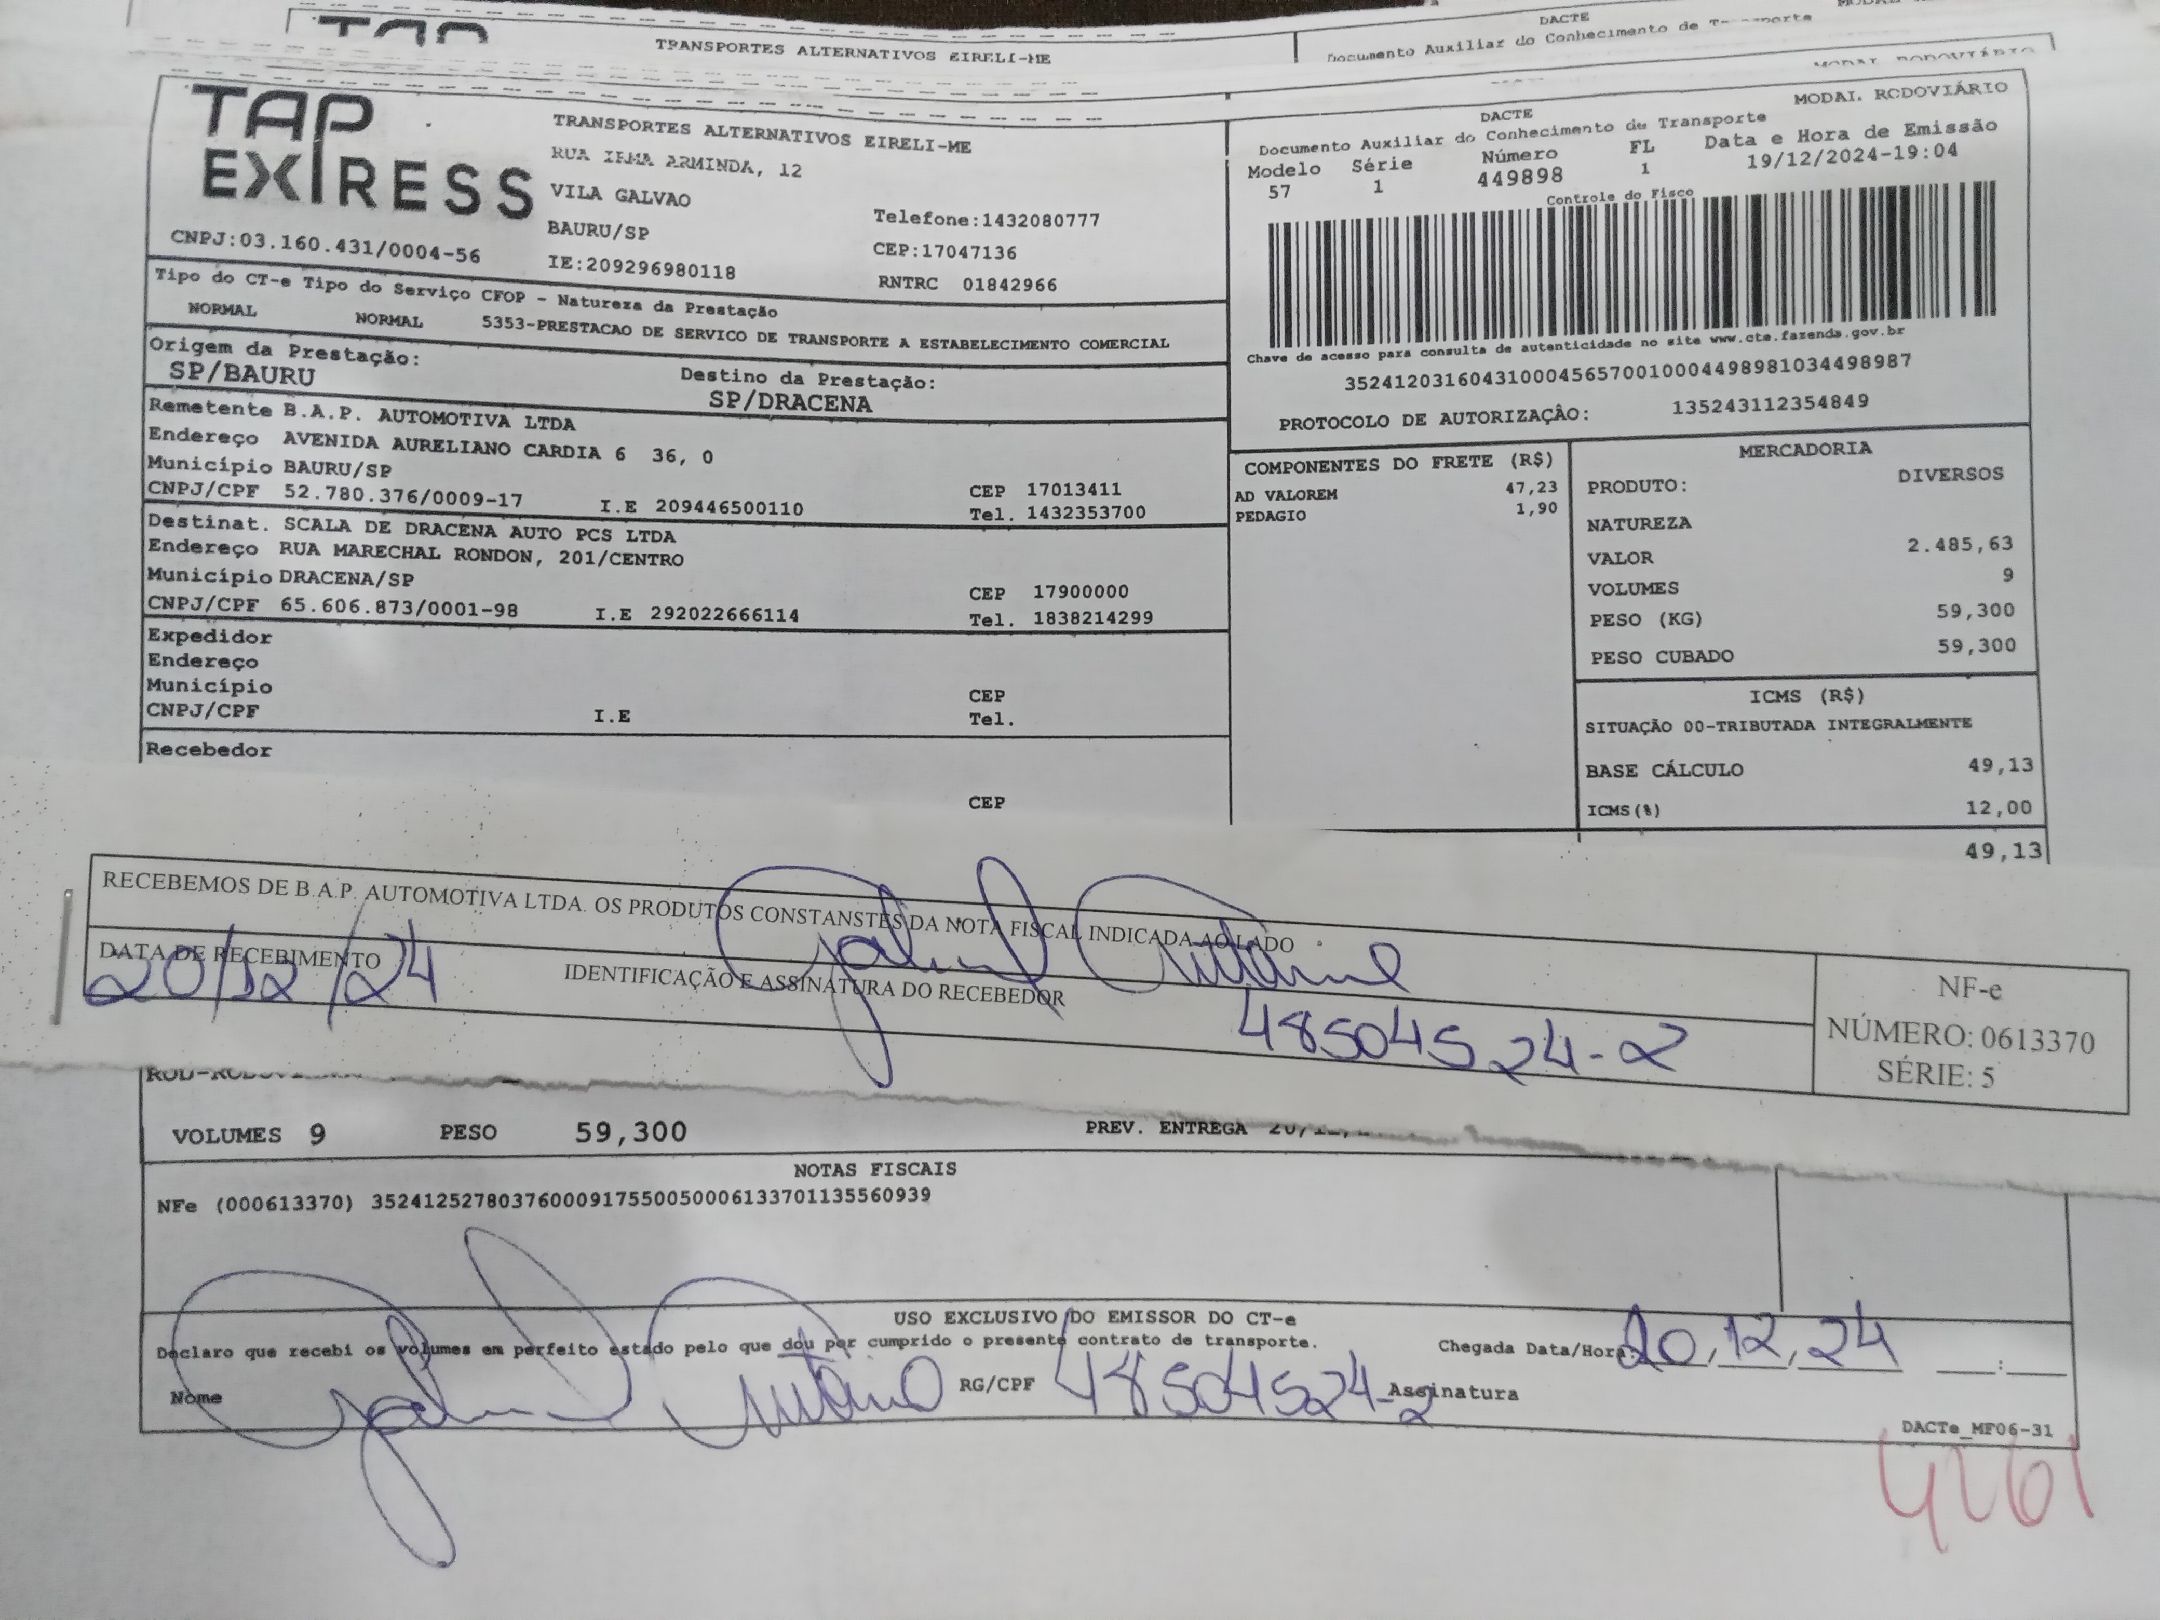 TRANSPORTES ALTERNATIVOS EIRELI-ME
DACTE
Documento Auxiliar do Conhecimento de Transporte
MODAL RODOVIÁRIO
TAP EXPRESS
CNPJ:03.160.431/0004-56
TRANSPORTES ALTERNATIVOS EIRELI-ME
RUA IRMA ARMINDA, 12
VILA GALVAO
BAURU/SP Telefone:1432080777
CEP:17047136
IE:209296980118 RNTRC 01842966
DACTE MODAL RODOVIÁRIO
Documento Auxiliar do Conhecimento de Transporte
Modelo Série Número FL Data e Hora de Emissão
57 1 449898 1 19/12/2024-19:04
Controle do Fisco
Chave de acesso para consulta de autenticidade no site www.cte.fazenda.gov.br
35241203160431000456570010004498981034498987
PROTOCOLO DE AUTORIZAÇÂO: 135243112354849
Tipo do CT-e Tipo do Serviço CFOP - Natureza da Prestação
NORMAL NORMAL 5353-PRESTACAO DE SERVICO DE TRANSPORTE A ESTABELECIMENTO COMERCIAL
Origem da Prestação: Destino da Prestação:
SP/BAURU SP/DRACENA
Remetente B.A.P. AUTOMOTIVA LTDA
Endereço AVENIDA AURELIANO CARDIA 6 36, 0
Município BAURU/SP CEP 17013411
CNPJ/CPF 52.780.376/0009-17 I.E 209446500110 Tel. 1432353700
Destinat. SCALA DE DRACENA AUTO PCS LTDA
Endereço RUA MARECHAL RONDON, 201/CENTRO
Município DRACENA/SP CEP 17900000
CNPJ/CPF 65.606.873/0001-98 I.E 292022666114 Tel. 1838214299
Expedidor
Endereço
Município CEP
CNPJ/CPF I.E Tel.
Recebedor
CEP
COMPONENTES DO FRETE (R$)
AD VALOREM 47,23
PEDAGIO 1,90
MERCADORIA
PRODUTO: DIVERSOS
NATUREZA
VALOR 2.485,63
VOLUMES 9
PESO (KG) 59,300
PESO CUBADO 59,300
ICMS (R$)
SITUAÇÃO 00-TRIBUTADA INTEGRALMENTE
BASE CÁLCULO 49,13
ICMS(%) 12,00
49,13
RECEBEMOS DE B.A.P. AUTOMOTIVA LTDA. OS PRODUTOS CONSTANSTES DA NOTA FISCAL INDICADA AO LADO
DATA DE RECEBIMENTO
20/12/24
IDENTIFICAÇÃO E ASSINATURA DO RECEBEDOR
48504524-2
NF-e
NÚMERO: 0613370
SÉRIE: 5
VOLUMES 9 PESO 59,300 PREV. ENTREGA
NOTAS FISCAIS
NFe (000613370) 35241252780376000917550050006133701135560939
USO EXCLUSIVO DO EMISSOR DO CT-e
Declaro que recebi os volumes em perfeito estado pelo que dou por cumprido o presente contrato de transporte.
Chegada Data/Hora: 20,12,24 :
Nome RG/CPF 48504524-2 Assinatura
DACTe_MF06-31